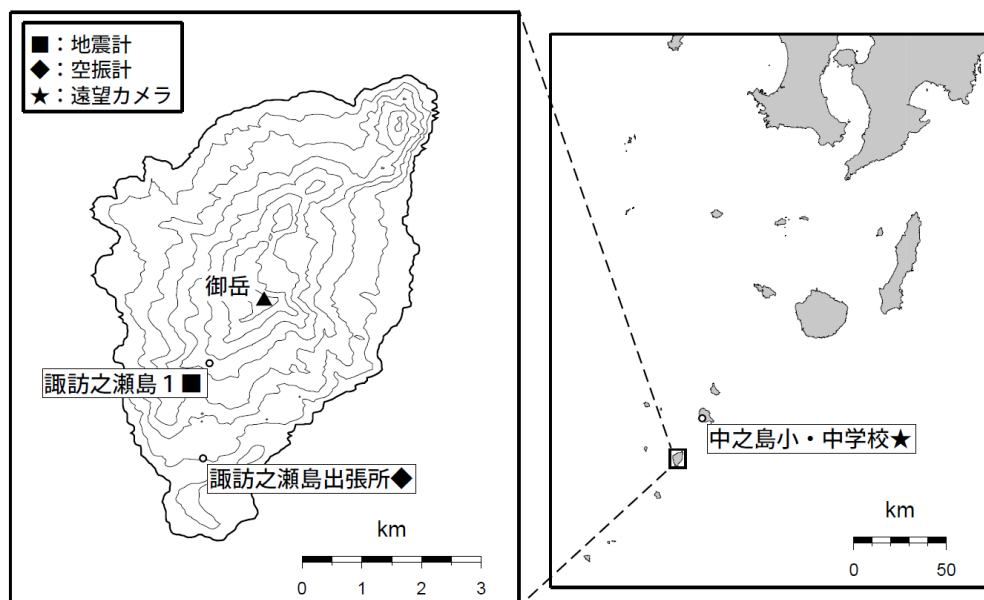 ■：地震計
◆：空振計
★：遠望カメラ
御岳
諏訪之瀬島１■
諏訪之瀬島出張所◆
km
0 1 2 3
中之島小・中学校★
km
0 50